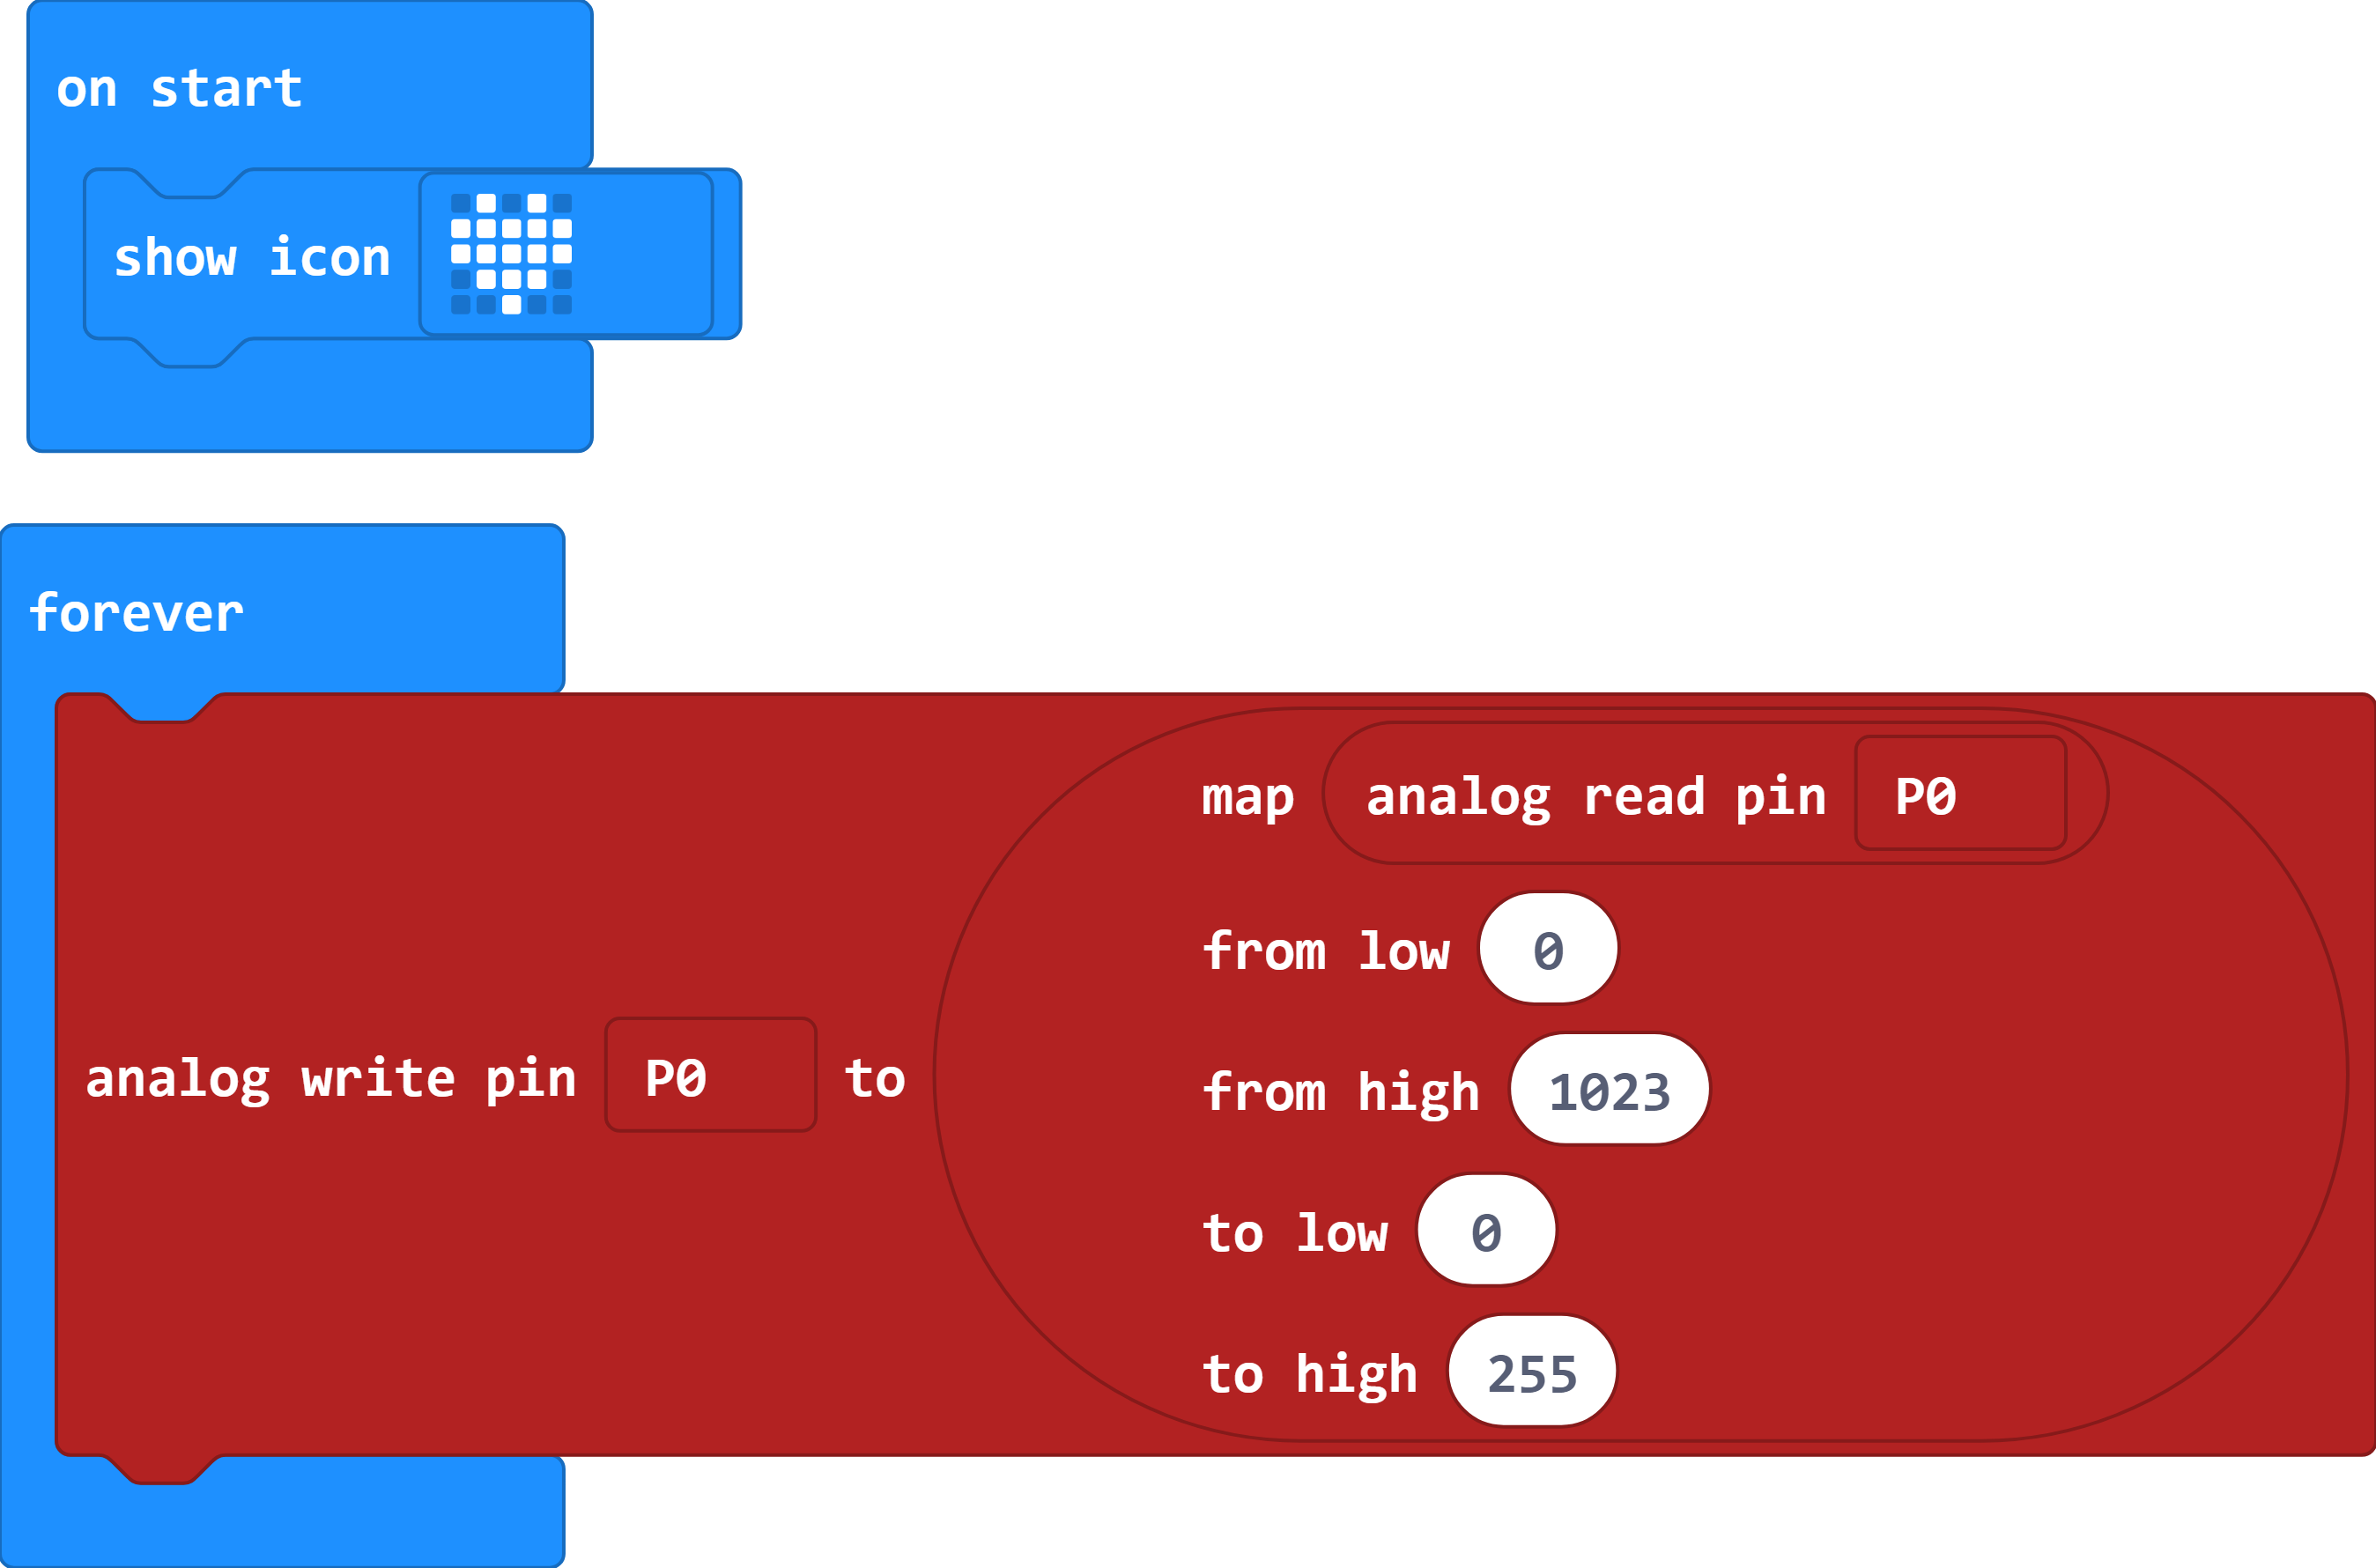 on start
show icon
forever
map analog read pin P0
from low 0
analog write pin P0 to
from high 1023
to low 0
to high 255